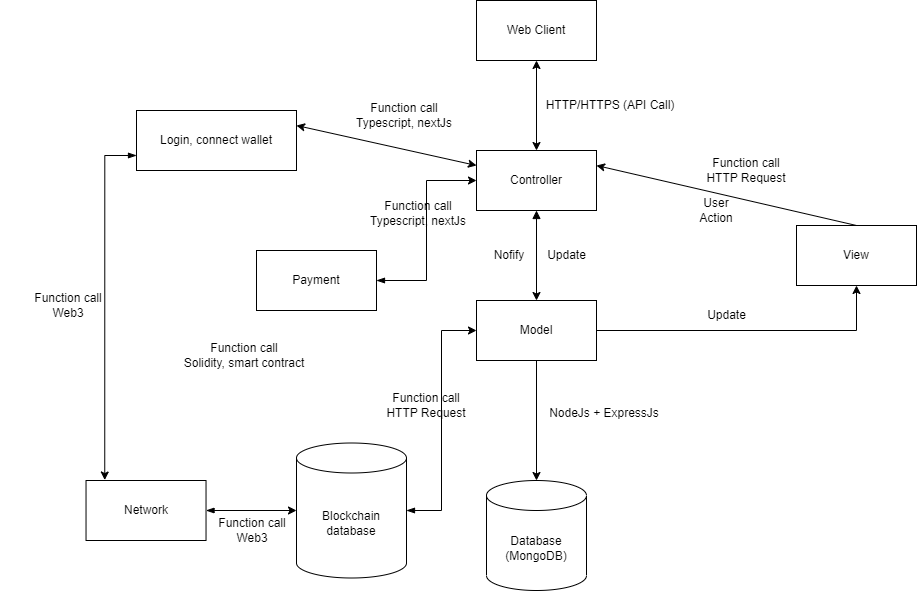 Web Client
HTTP/HTTPS (API Call)
Function call
Typescript, nextJs
Login, connect wallet
Controller
Function call
HTTP Request
User
Action
Function call
Typescript, nextJs
View
Nofify
Update
Payment
Function call
Web3
Model
Update
Function call
Solidity, smart contract
Function call
HTTP Request
NodeJs + ExpressJs
Network
Function call
Web3
Blockchain
database
Database
(MongoDB)